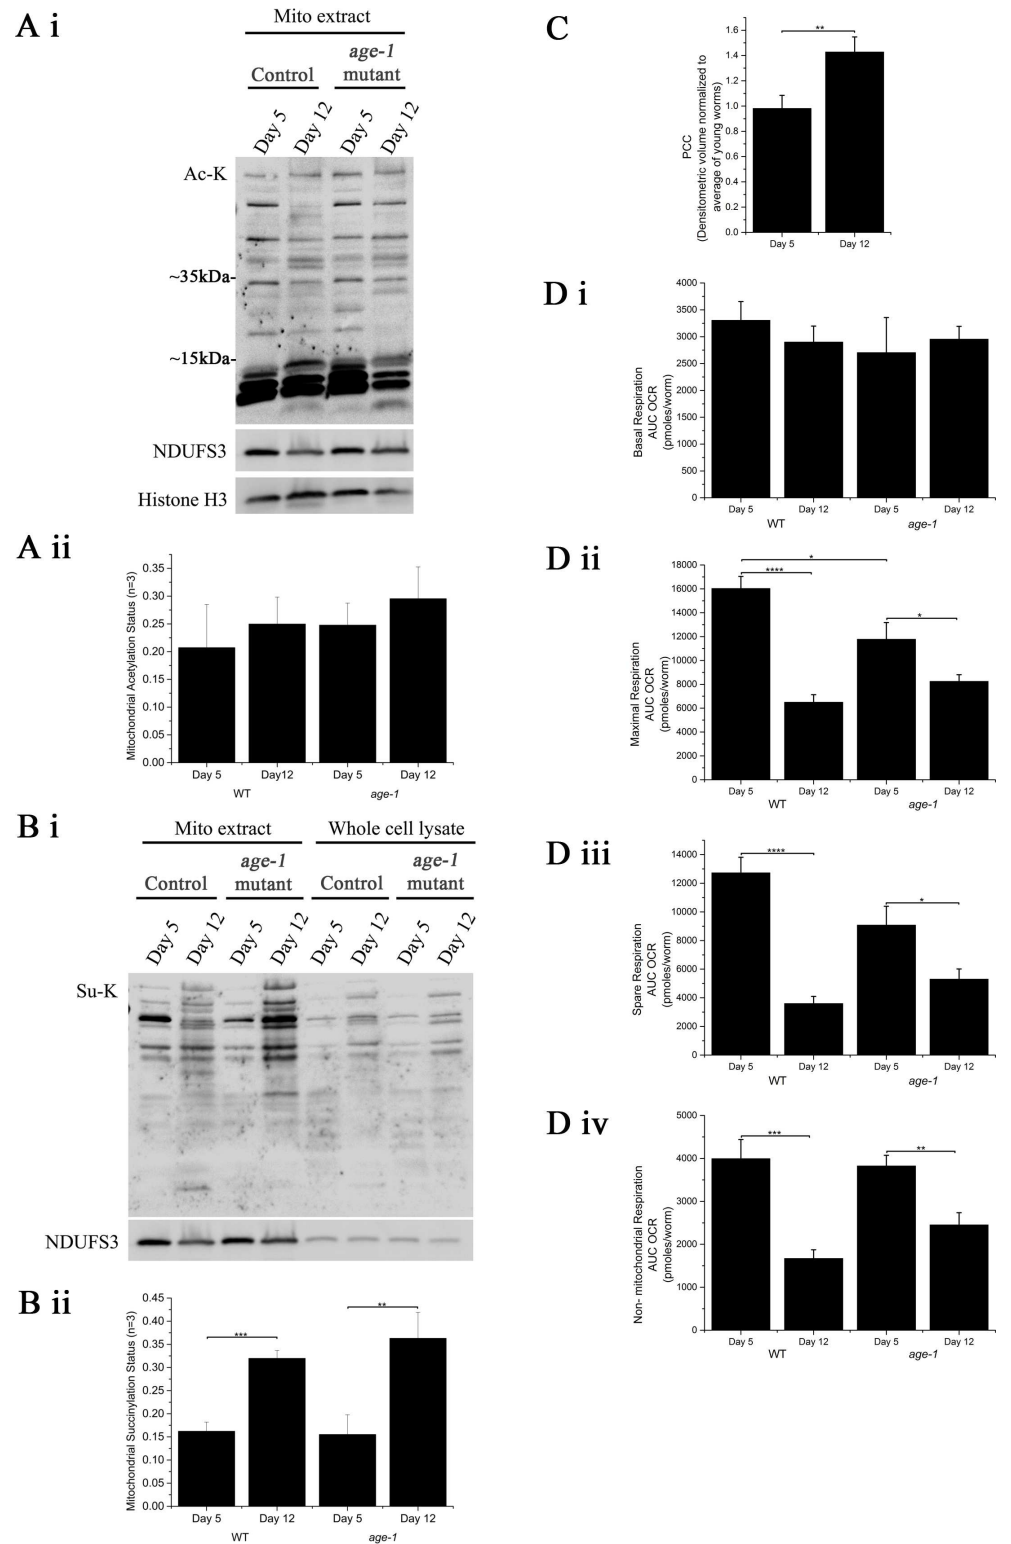 A i
Mito extract
Control
age-1
mutant
Day 5
Day 12
Day 5
Day 12
Ac-K
~35kDa-
~15kDa-
NDUFS3
Histone H3
A ii
Mitochondrial Acetylation Status (n=3)
0.35
0.30
0.25
0.20
0.15
0.10
0.05
0.00
Day 5
Day12
Day 5
Day 12
WT
age-1
B i
Mito extract
Whole cell lysate
Control
age-1
mutant
Control
age-1
mutant
Day 5
Day 12
Day 5
Day 12
Day 5
Day 12
Day 5
Day 12
Su-K
NDUFS3
B ii
Mitochondrial Succinylation Status (n=3)
0.45
0.40
0.35
0.30
0.25
0.20
0.15
0.10
0.05
0.00
***
**
Day 5
Day 12
Day 5
Day 12
WT
age-1
C
PCC
(Densitometric volume normalized to
average of young worms)
1.6
1.4
1.2
1.0
0.8
0.6
0.4
0.2
0.0
**
Day 5
Day 12
D i
Basal Respiration
AUC OCR
(pmoles/worm)
4000
3500
3000
2500
2000
1500
1000
500
0
Day 5
Day 12
Day 5
Day 12
WT
age-1
D ii
Maximal Respiration
AUC OCR
(pmoles/worm)
18000
16000
14000
12000
10000
8000
6000
4000
2000
0
*
****
*
Day 5
Day 12
Day 5
Day 12
WT
age-1
D iii
Spare Respiration
AUC OCR
(pmoles/worm)
14000
12000
10000
8000
6000
4000
2000
0
****
*
Day 5
Day 12
Day 5
Day 12
WT
age-1
D iv
Non- mitochondrial Respiration
AUC OCR
(pmoles/worm)
5000
4000
3000
2000
1000
0
***
**
Day 5
Day 12
Day 5
Day 12
WT
age-1